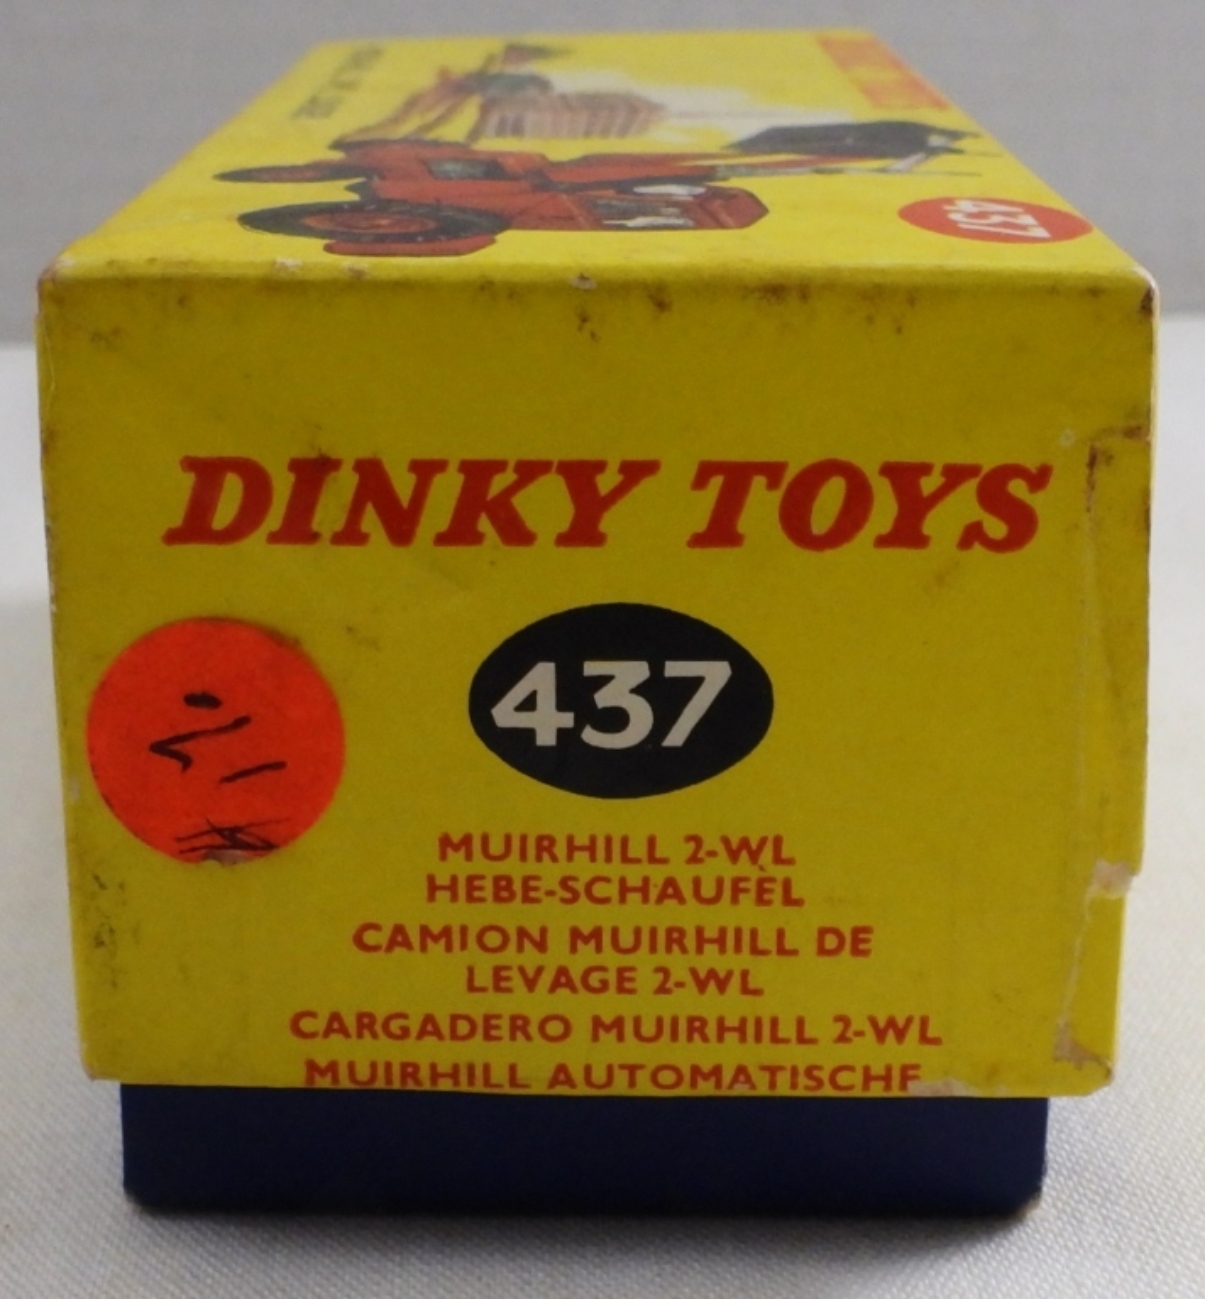 437
DINKY TOYS
437
MUIRHILL 2-WL
HEBE-SCHAUFEL
CAMION MUIRHILL DE
LEVAGE 2-WL
CARGADERO MUIRHILL 2-WL
MUIRHILL AUTOMATISCHE